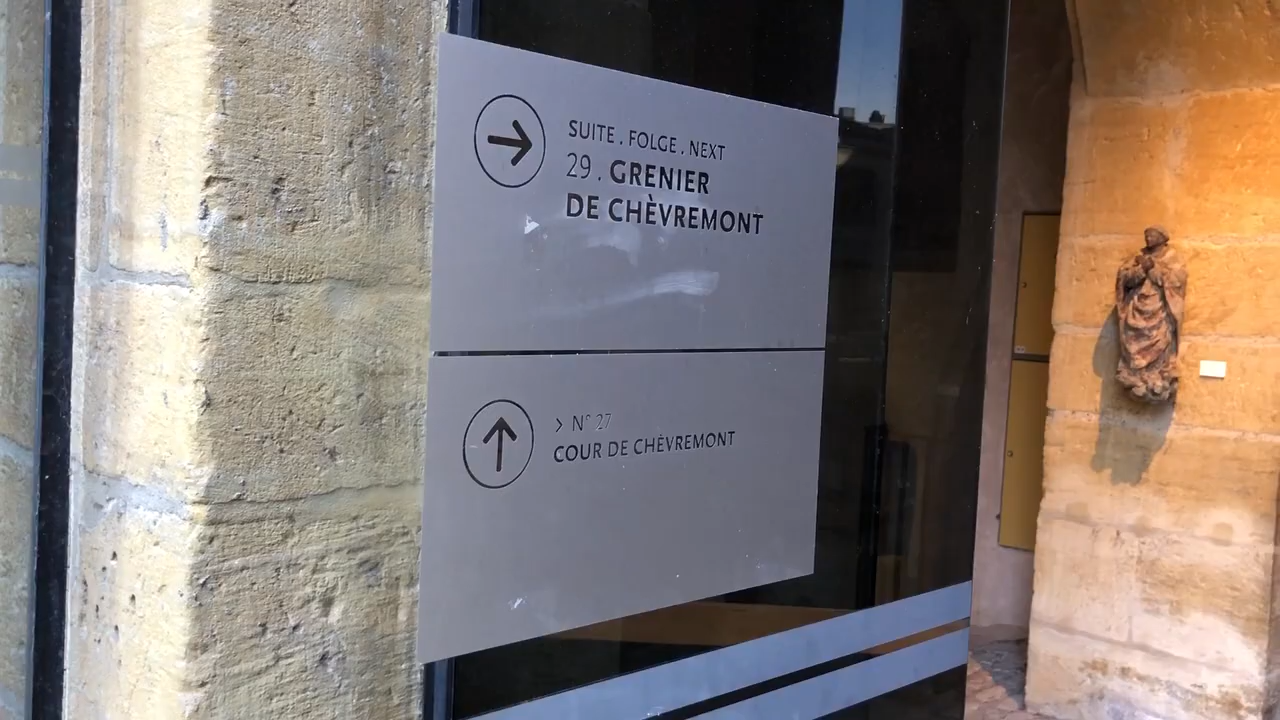 SUITE . FOLGE . NEXT
29 . GRENIER
DE CHÈVREMONT
> N° 27
COUR DE CHÈVREMONT